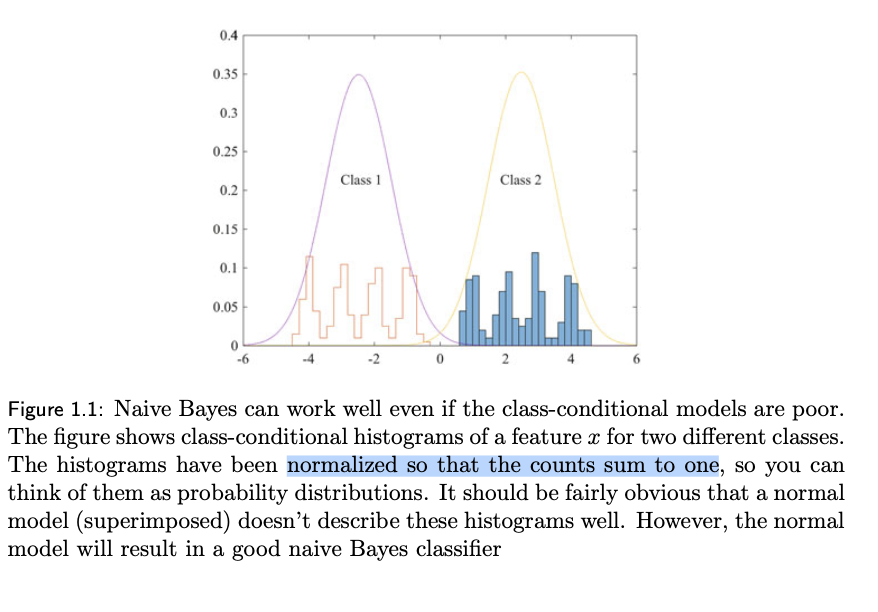 0.4
0.35
0.3
0.25
0.2
0.15
0.1
0.05
0
Class 1
Class 2
-6 -4 -2 0 2 4 6
Figure 1.1: Naive Bayes can work well even if the class-conditional models are poor.
The figure shows class-conditional histograms of a feature x for two different classes.
The histograms have been normalized so that the counts sum to one, so you can
think of them as probability distributions. It should be fairly obvious that a normal
model (superimposed) doesn't describe these histograms well. However, the normal
model will result in a good naive Bayes classifier